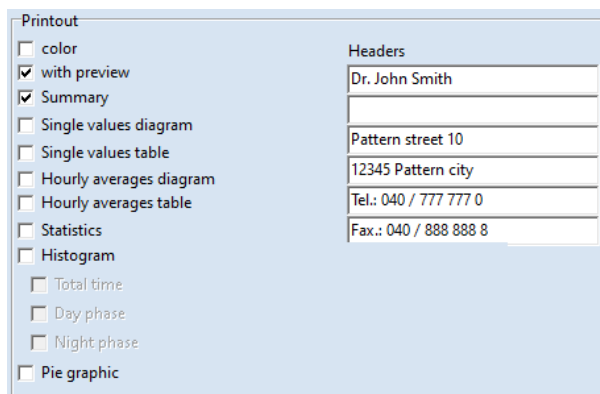 Printout
color
with preview
Summary
Single values diagram
Single values table
Hourly averages diagram
Hourly averages table
Statistics
Histogram
Total time
Day phase
Night phase
Pie graphic
Headers
Dr. John Smith
Pattern street 10
12345 Pattern city
Tel.: 040 / 777 777 0
Fax.: 040 / 888 888 8